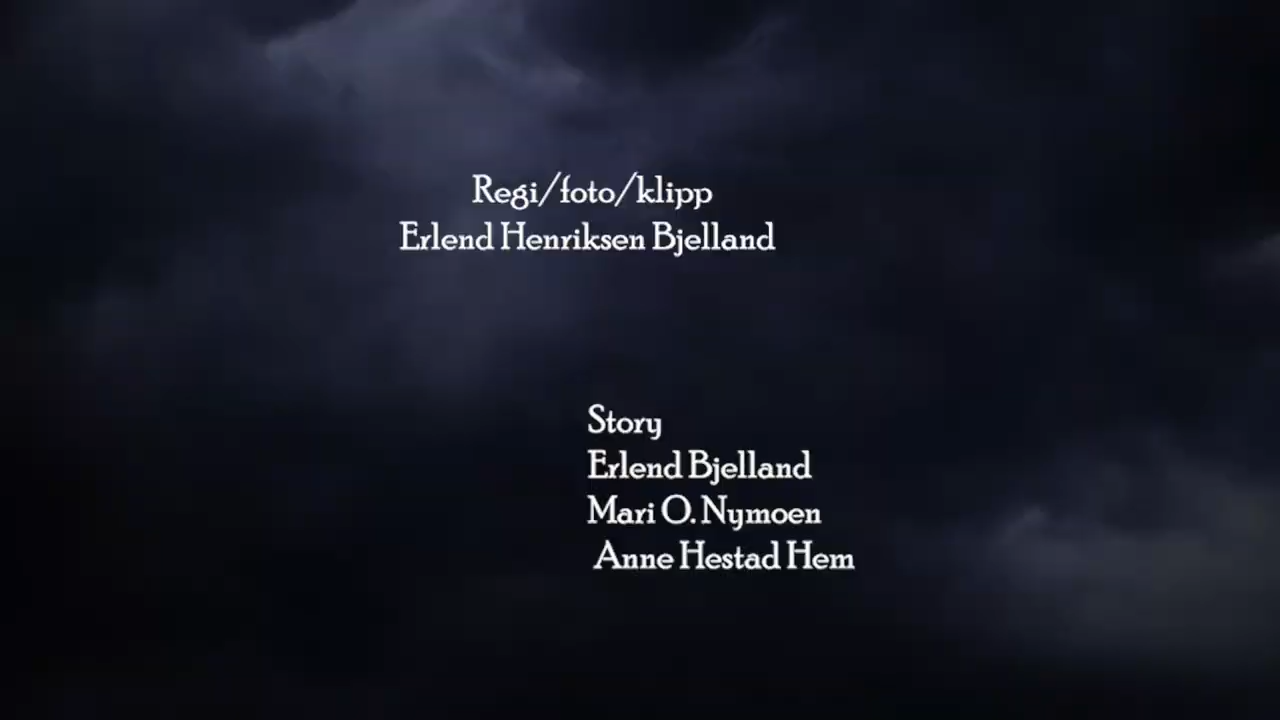 Regi/foto/klipp
Erlend Henriksen Bjelland
Story
Erlend Bjelland
Mari O. Nymoen
Anne Hestad Hem